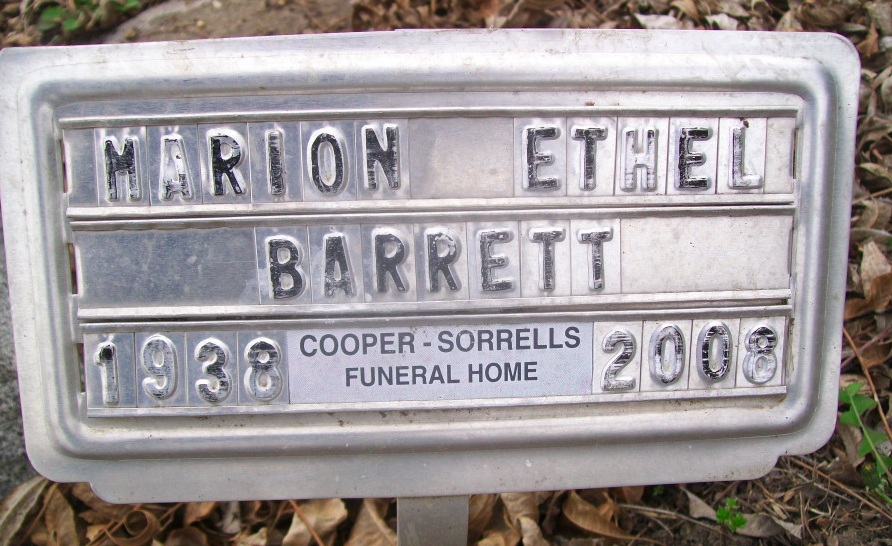 MARION ETHEL
BARRETT
1938 COOPER - SORRELLS 2008
FUNERAL HOME